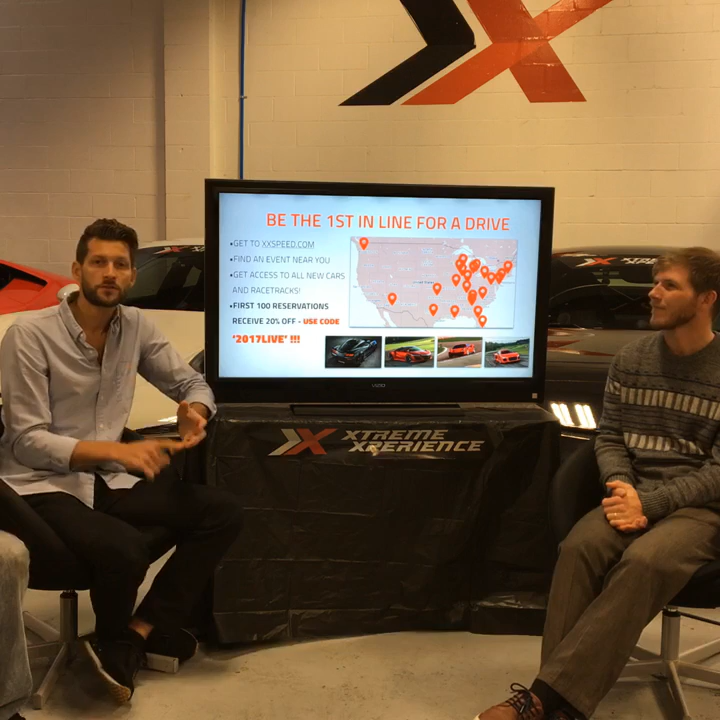 BE THE 1ST IN LINE FOR A DRIVE
•GET TO XXSPEED.COM
•FIND AN EVENT NEAR YOU
•GET ACCESS TO ALL NEW CARS
AND RACETRACKS!
•FIRST 100 RESERVATIONS
RECEIVE 20% OFF - USE CODE
'2017LIVE' !!!
VIZIO
XTREME
XPERIENCE